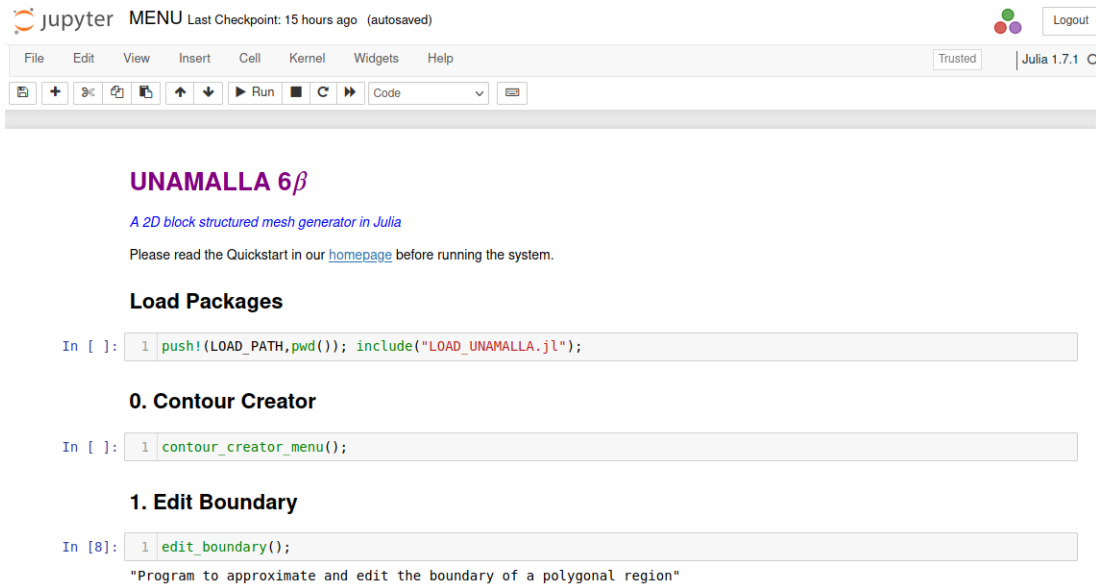 jupyter MENU Last Checkpoint: 15 hours ago (autosaved) Logout
File Edit View Insert Cell Kernel Widgets Help Trusted Julia 1.7.1
Run Code
UNAMALLA 6β
A 2D block structured mesh generator in Julia
Please read the Quickstart in our homepage before running the system.
Load Packages
In [ ]: 1 push!(LOAD_PATH,pwd()); include("LOAD_UNAMALLA.jl");
0. Contour Creator
In [ ]: 1 contour_creator_menu();
1. Edit Boundary
In [8]: 1 edit_boundary();
"Program to approximate and edit the boundary of a polygonal region"